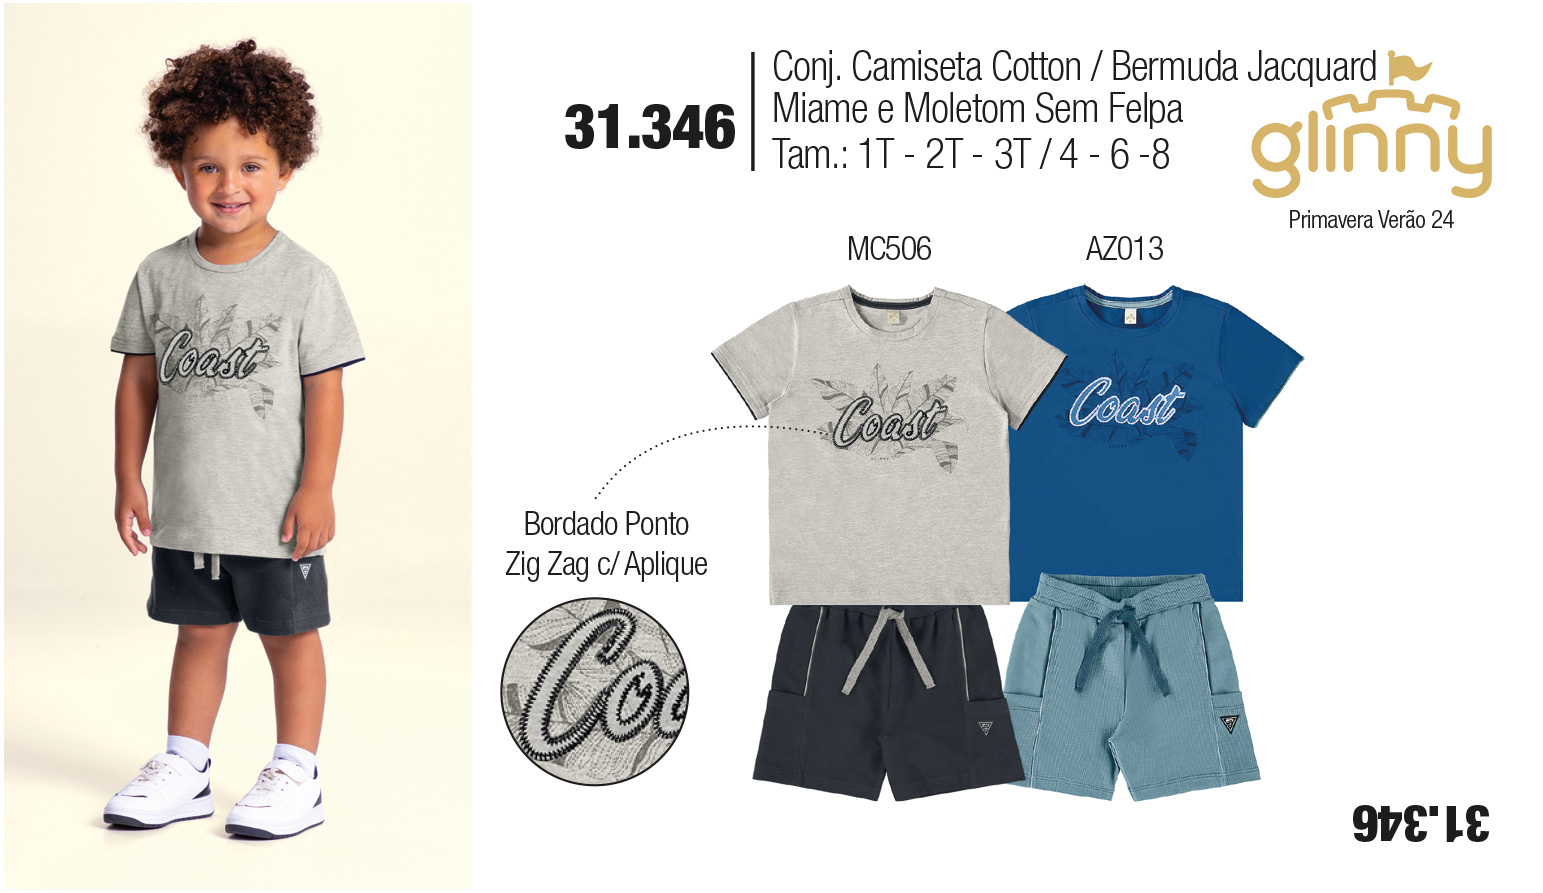 31.346
Conj. Camiseta Cotton / Bermuda Jacquard
Miame e Moletom Sem Felpa
Tam.: 1T - 2T - 3T / 4 - 6 -8
glinny
Primavera Verão 24
MC506
AZ013
Coast
Coast
Coast
Bordado Ponto
Zig Zag c/ Aplique
Coa
31.346